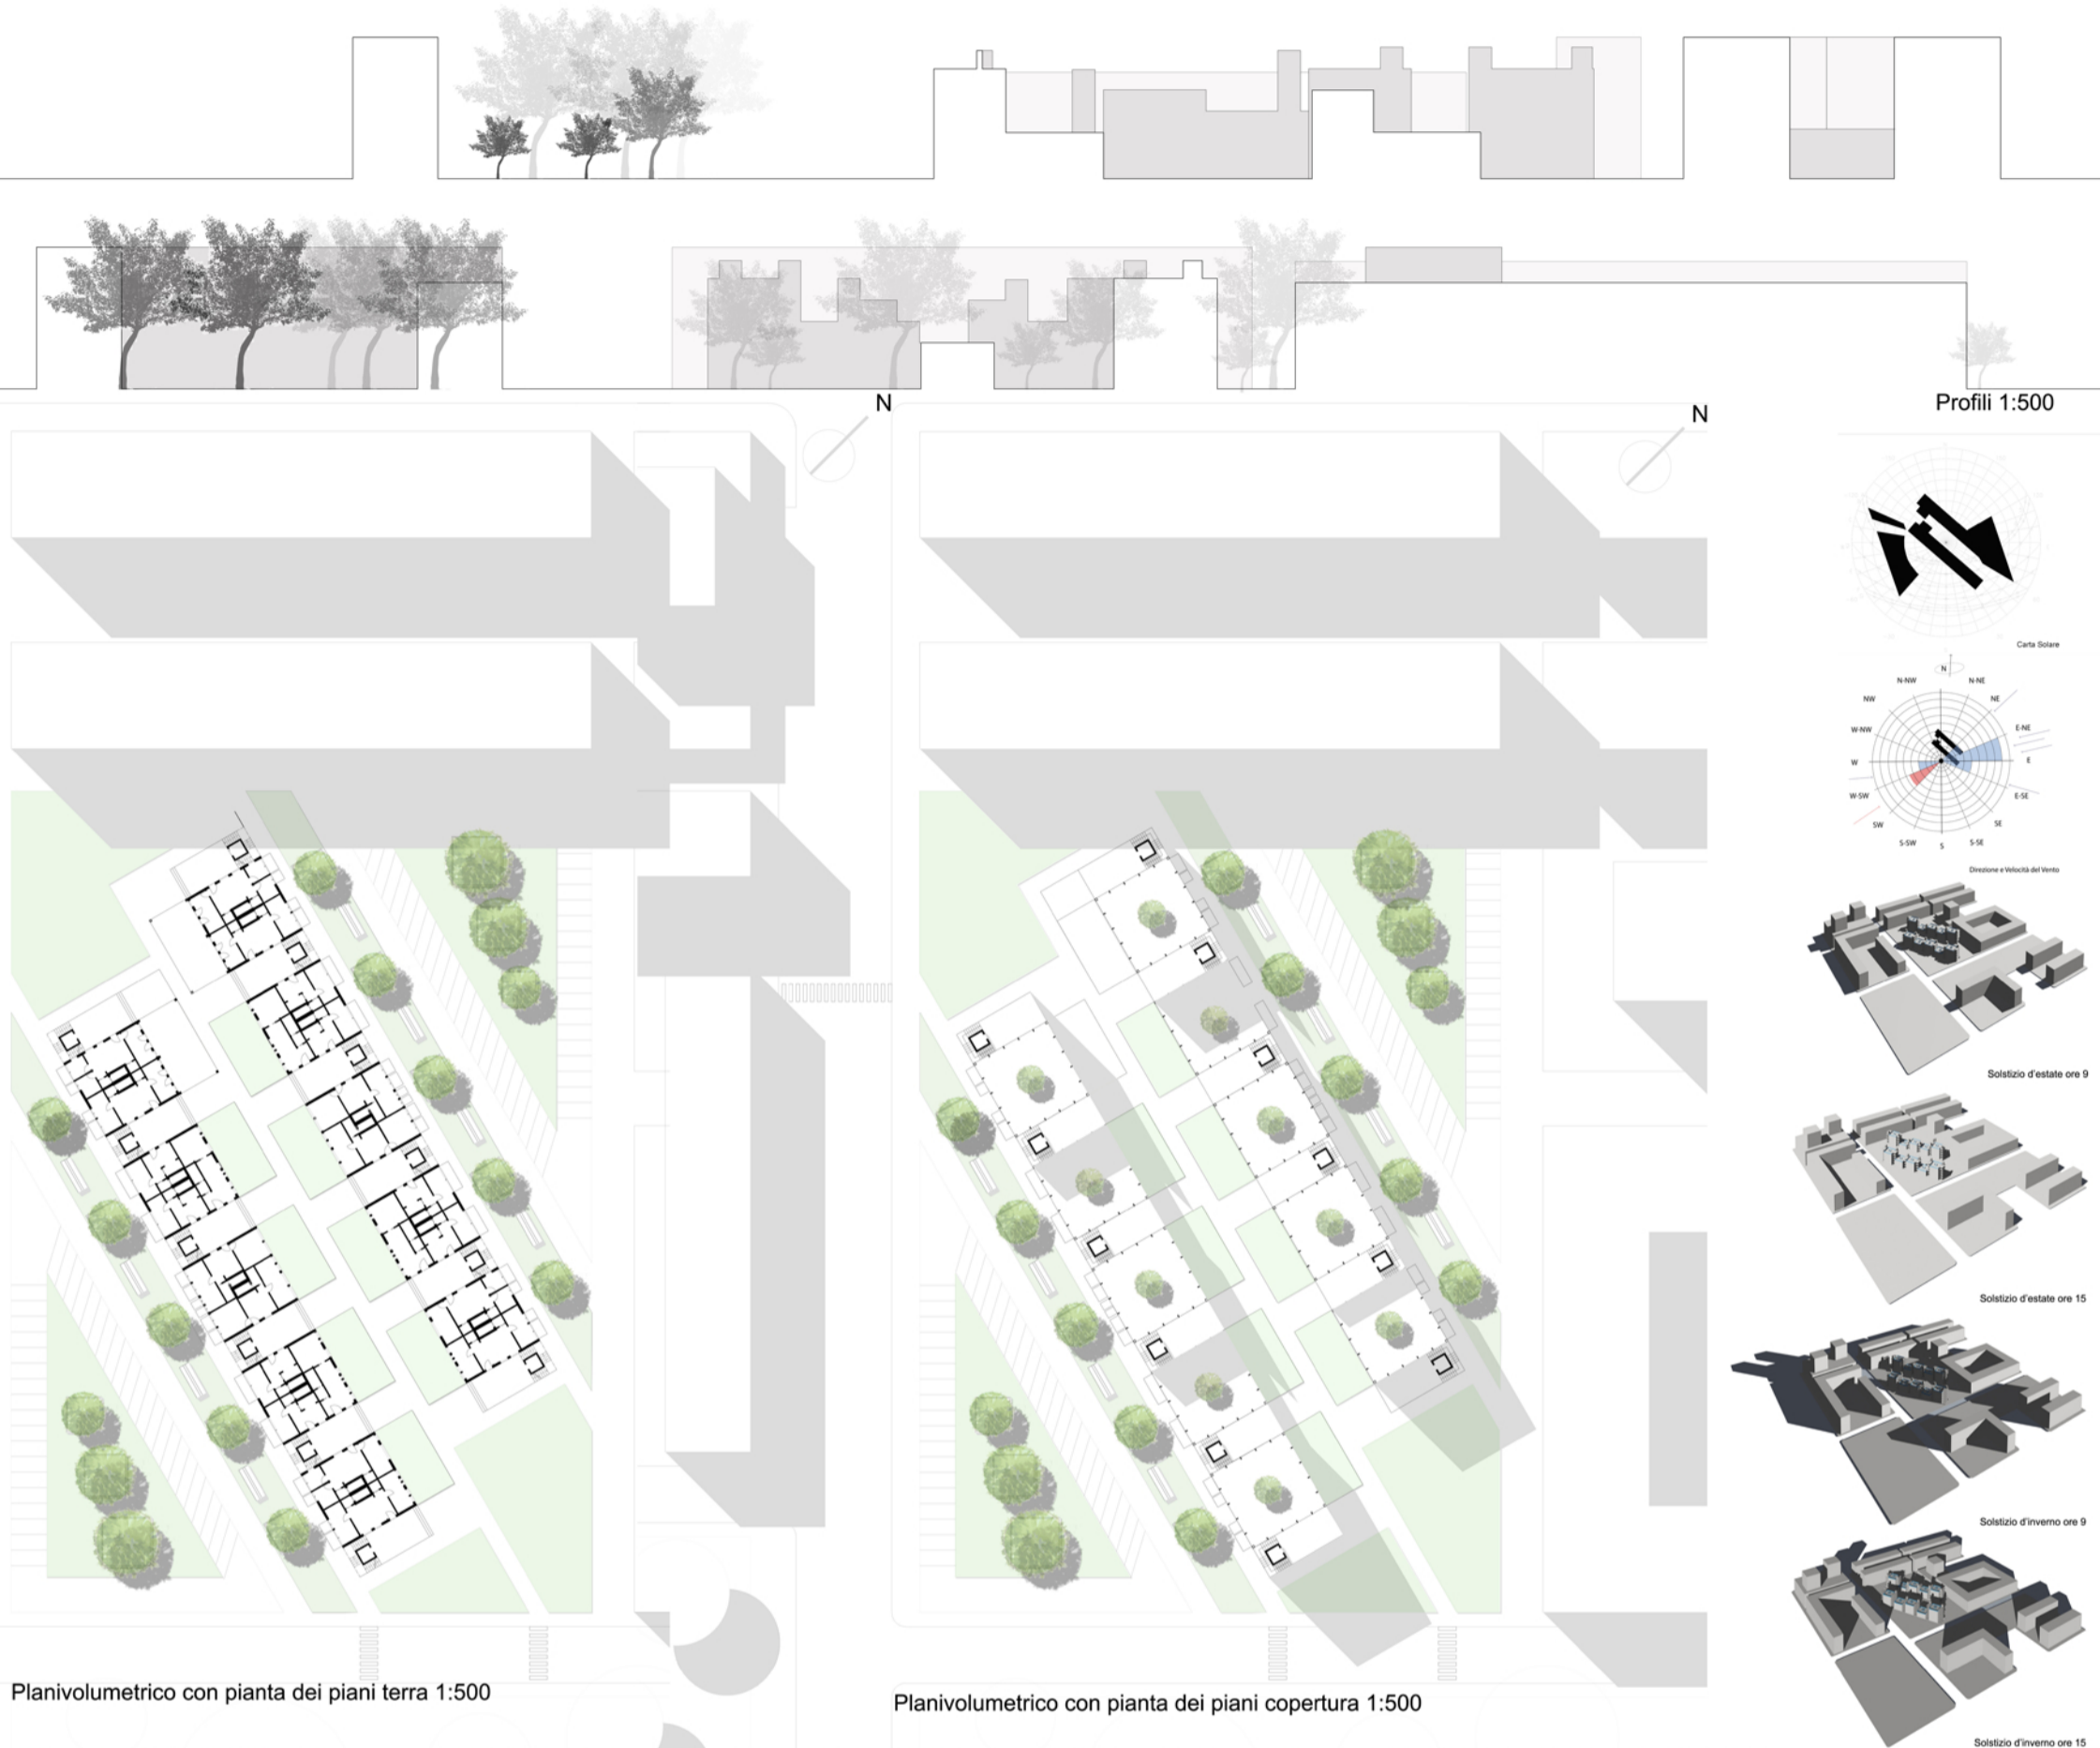 N
N
Profili 1:500
Carta Solare
N
N-NW
N-NE
NW
NE
W-NW
E-NE
W
E
W-SW
E-SE
SW
SE
S-SW
S
S-SE
Direzione e Velocità del Vento
Solstizio d'estate ore 9
Solstizio d'estate ore 15
Solstizio d'inverno ore 9
Solstizio d'inverno ore 15
Planivolumetrico con pianta dei piani terra 1:500
Planivolumetrico con pianta dei piani copertura 1:500